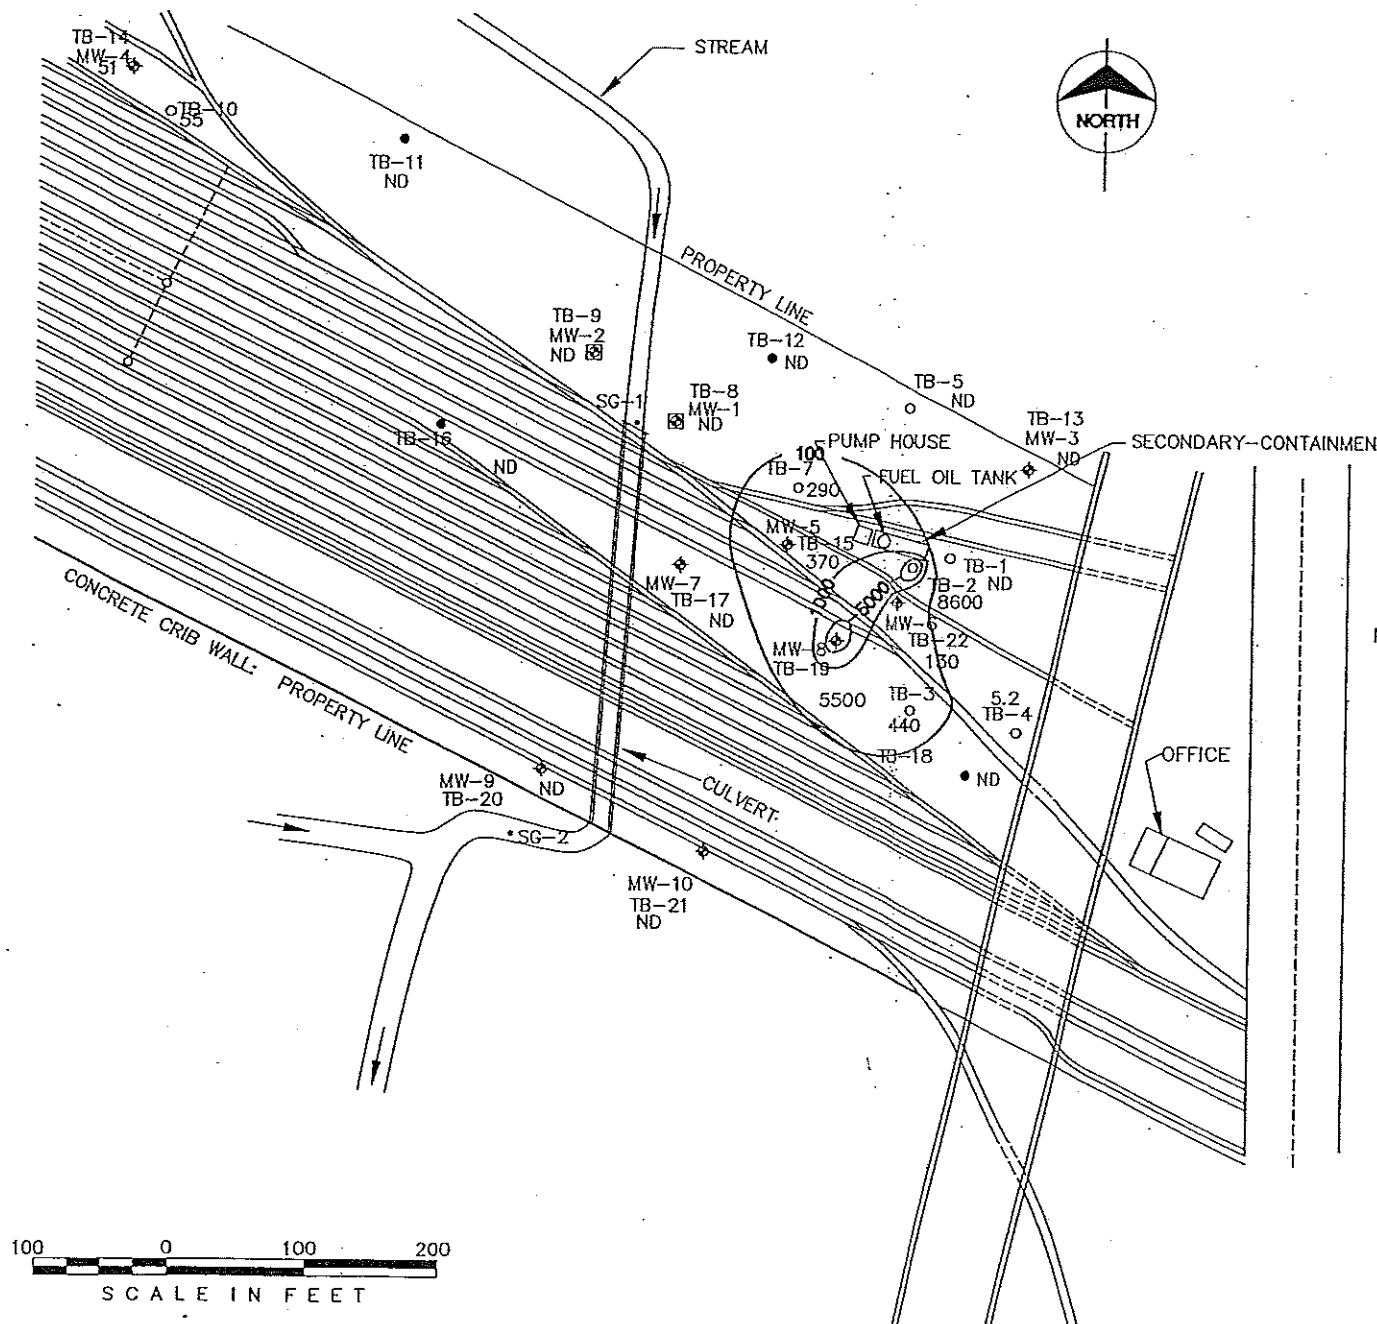 TB-14
MW-4
51
TB-10
55
TB-11
ND
STREAM
NORTH
PROPERTY LINE
TB-9
MW-2
ND
TB-12
ND
SG-1
TB-8
MW-1
ND
TB-5
ND
TB-13
MW-3
ND
SECONDARY-CONTAINMEN
PUMP HOUSE
100
TB-7
290
FUEL OIL TANK
TB-16
ND
MW-5
TB-15
370
MW-7
TB-17
ND
1000
5000
TB-1
ND
TB-2
8600
MW-6
TB-22
130
MW-8
TB-19
5500
TB-3
440
5.2
TB-4
TB-18
ND
OFFICE
CONCRETE CRIB WALL: PROPERTY LINE
MW-9
TB-20
ND
CULVERT
SG-2
MW-10
TB-21
ND
100 0 100 200
SCALE IN FEET